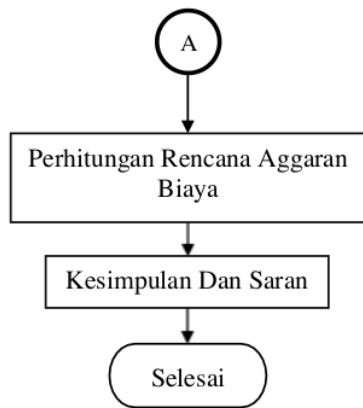 A
Perhitungan Rencana Aggaran
Biaya
Kesimpulan Dan Saran
Selesai